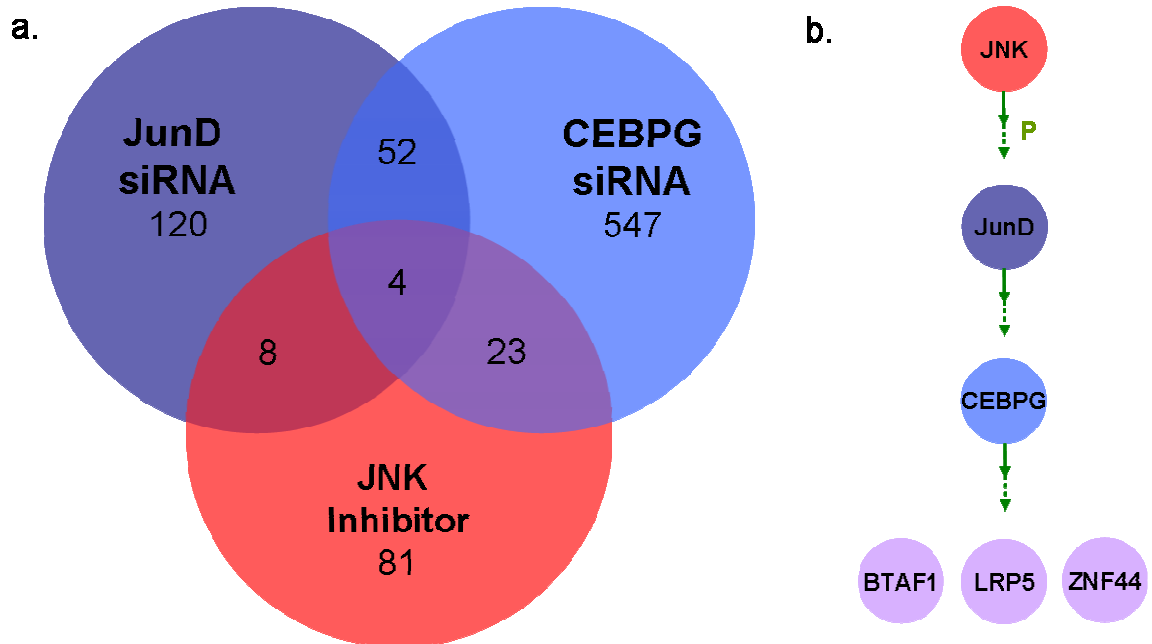 a.
JunD
siRNA
120
52
CEBPG
siRNA
547
4
8
23
JNK
Inhibitor
81
b.
JNK
P
JunD
CEBPG
BTAF1
LRP5
ZNF44